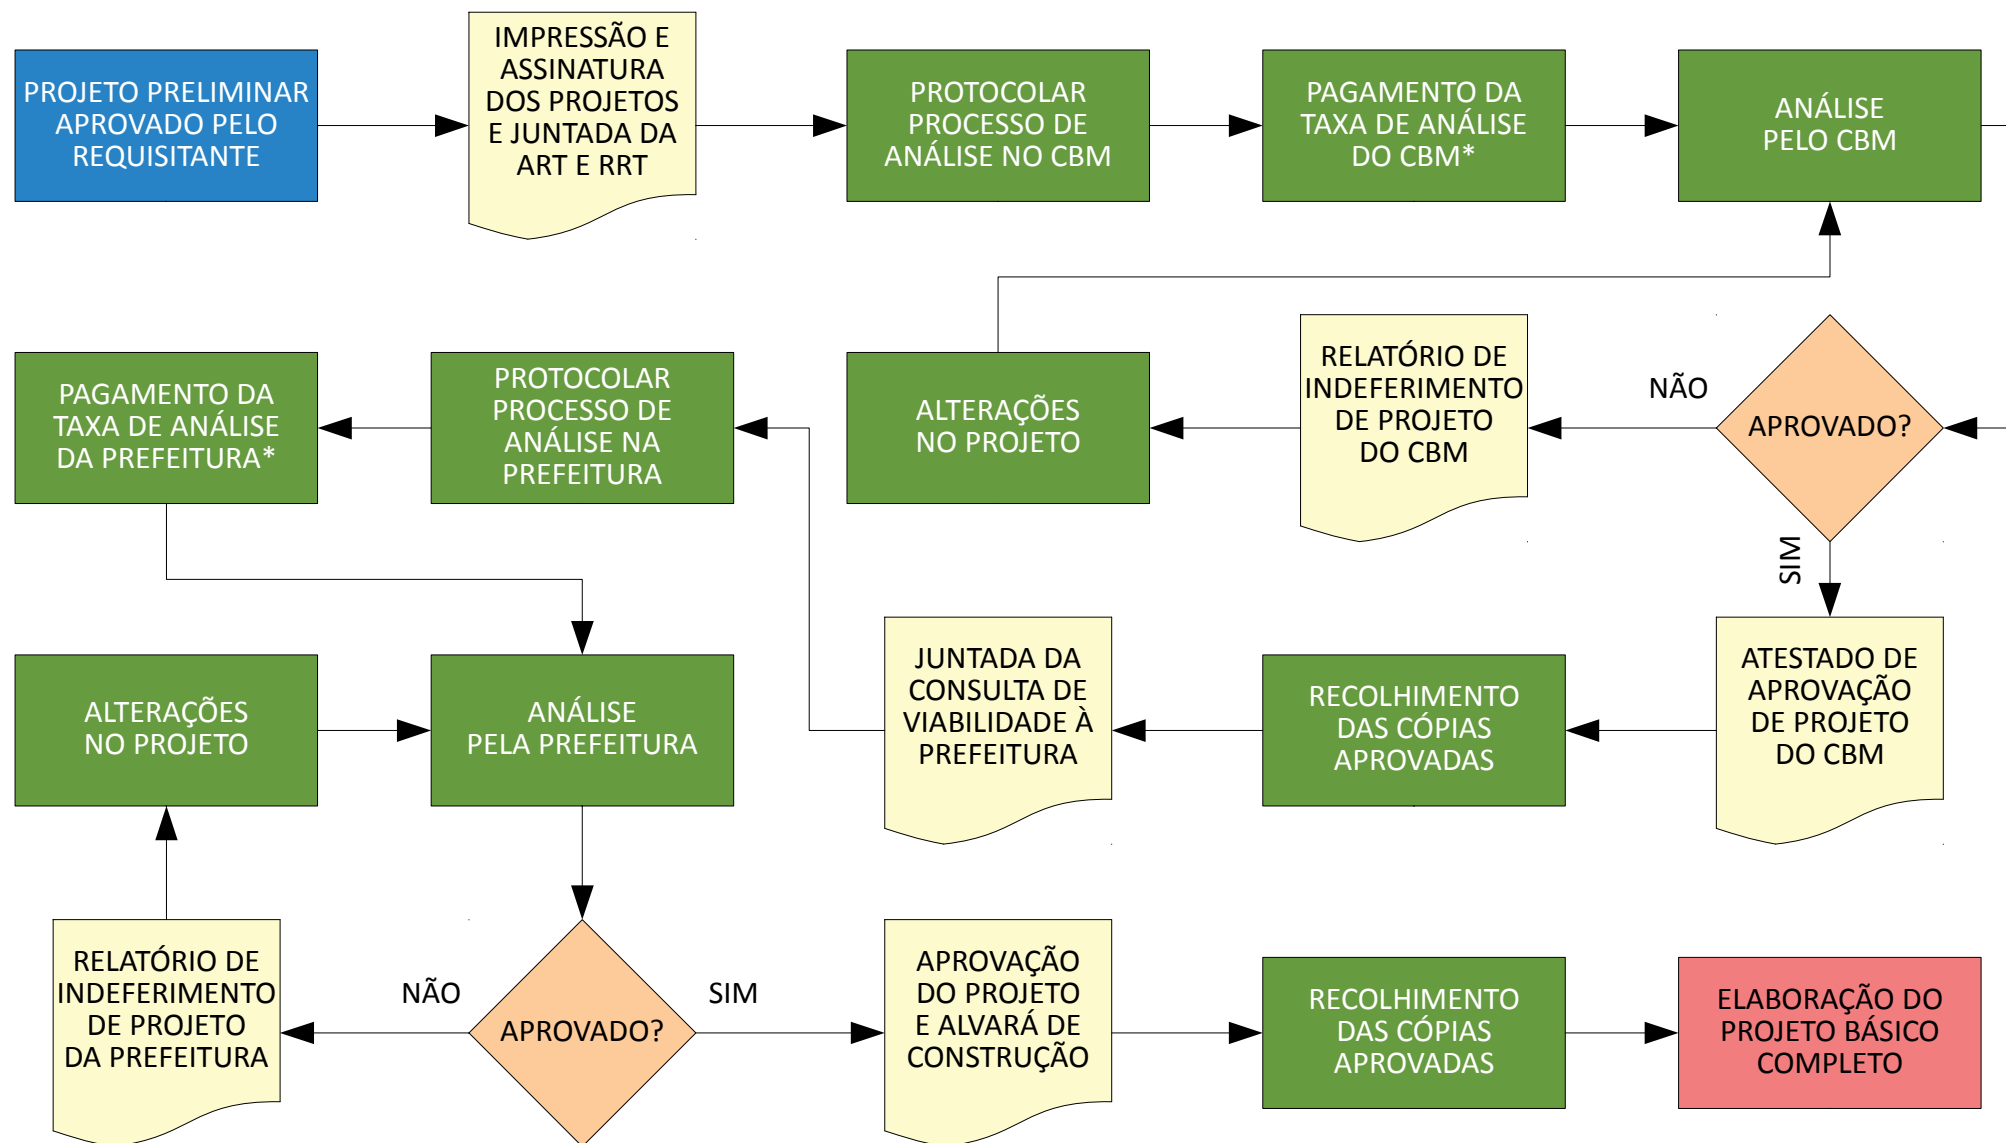 PROJETO PRELIMINAR
APROVADO PELO
REQUISITANTE
IMPRESSÃO E
ASSINATURA
DOS PROJETOS
E JUNTADA DA
ART E RRT
PROTOCOLAR
PROCESSO DE
ANÁLISE NO CBM
PAGAMENTO DA
TAXA DE ANÁLISE
DO CBM*
ANÁLISE
PELO CBM
PAGAMENTO DA
TAXA DE ANÁLISE
DA PREFEITURA*
PROTOCOLAR
PROCESSO DE
ANÁLISE NA
PREFEITURA
ALTERAÇÕES
NO PROJETO
RELATÓRIO DE
INDEFERIMENTO
DE PROJETO
DO CBM
NÃO
APROVADO?
SIM
ALTERAÇÕES
NO PROJETO
ANÁLISE
PELA PREFEITURA
JUNTADA DA
CONSULTA DE
VIABILIDADE À
PREFEITURA
RECOLHIMENTO
DAS CÓPIAS
APROVADAS
ATESTADO DE
APROVAÇÃO
DE PROJETO
DO CBM
RELATÓRIO DE
INDEFERIMENTO
DE PROJETO
DA PREFEITURA
NÃO
APROVADO?
SIM
APROVAÇÃO
DO PROJETO
E ALVARÁ DE
CONSTRUÇÃO
RECOLHIMENTO
DAS CÓPIAS
APROVADAS
ELABORAÇÃO DO
PROJETO BÁSICO
COMPLETO